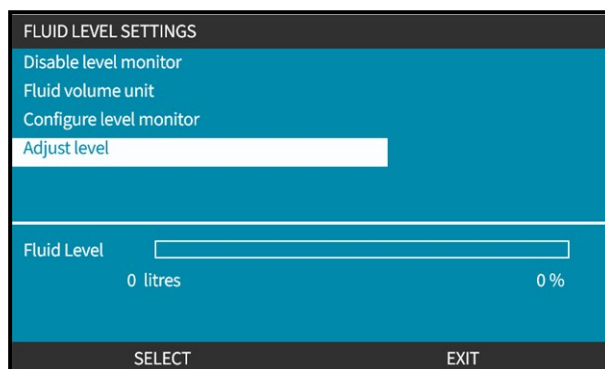 FLUID LEVEL SETTINGS
Disable level monitor
Fluid volume unit
Configure level monitor
Adjust level
Fluid Level
0 litres 0 %
SELECT EXIT